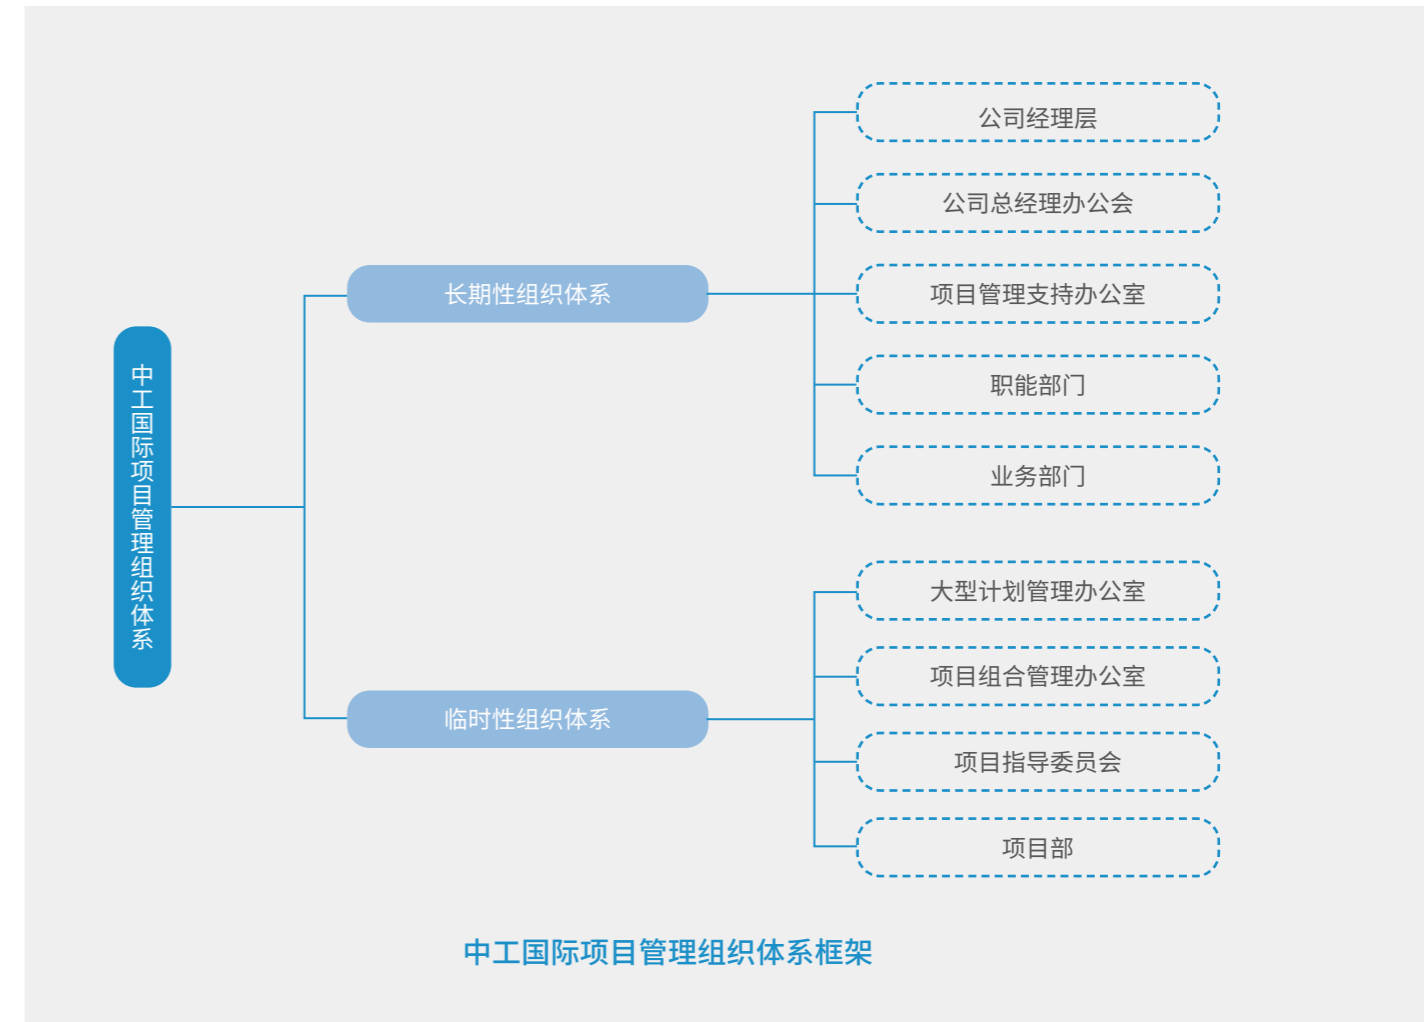 中工国际项目管理组织体系
长期性组织体系
公司经理层
公司总经理办公会
项目管理支持办公室
职能部门
业务部门
临时性组织体系
大型计划管理办公室
项目组合管理办公室
项目指导委员会
项目部
中工国际项目管理组织体系框架